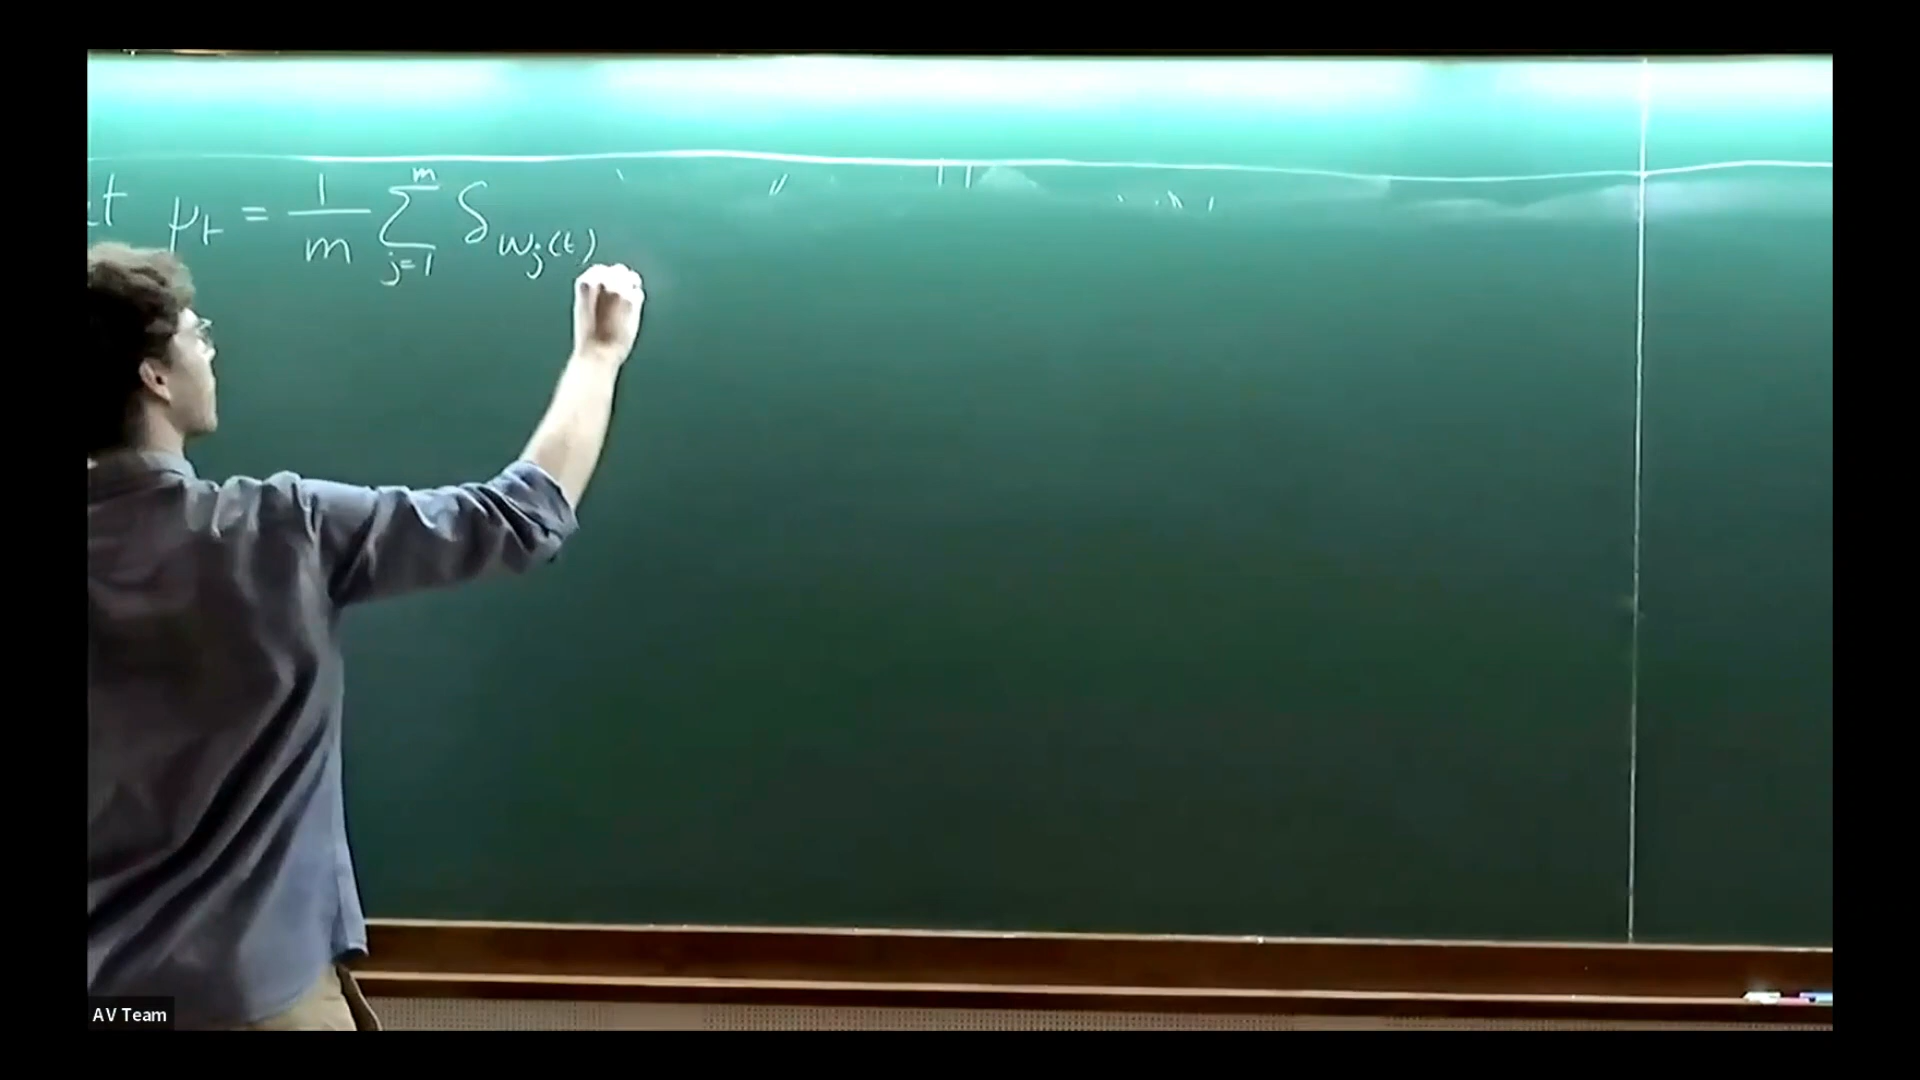 μ_t = 1/m ∑_{j=1}^{m} δ_{w_j(t)}
AV Team